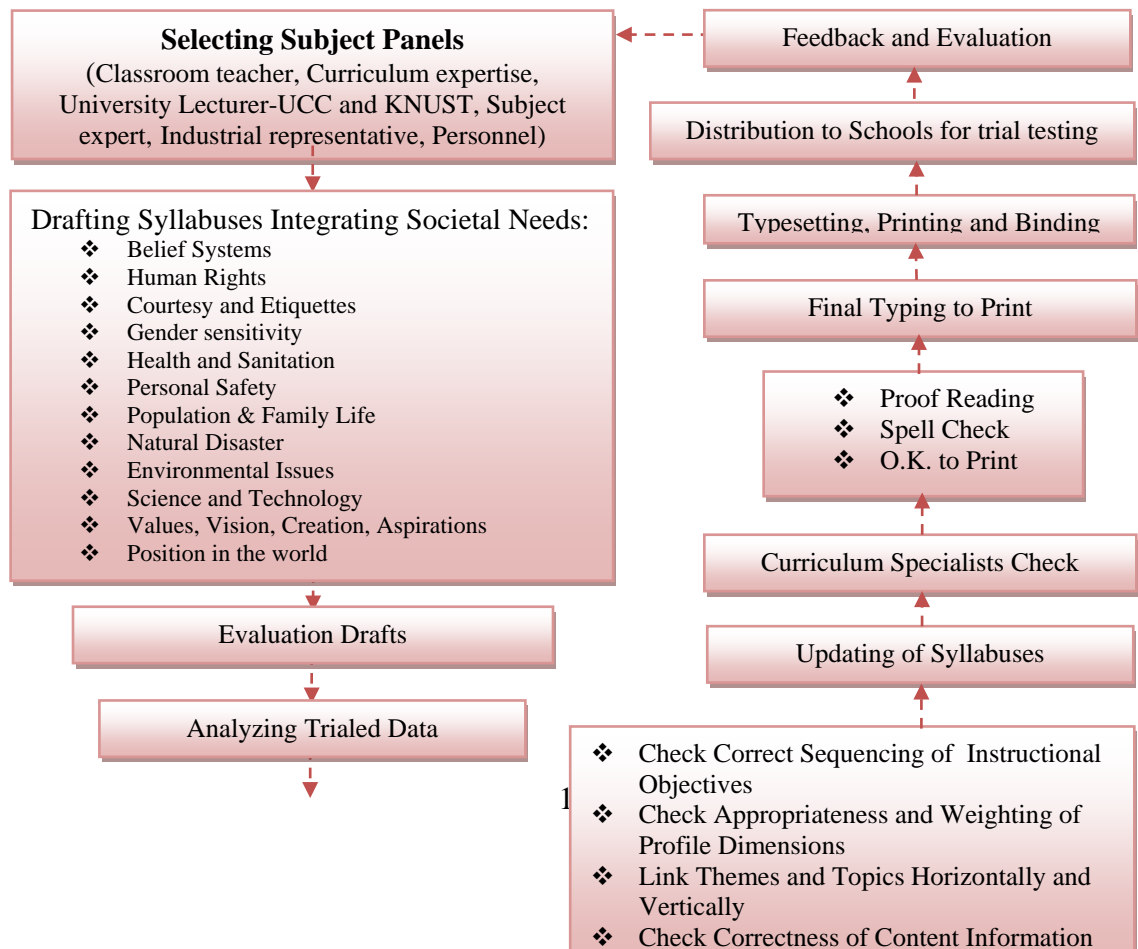 Selecting Subject Panels
(Classroom teacher, Curriculum expertise,
University Lecturer-UCC and KNUST, Subject
expert, Industrial representative, Personnel)
Drafting Syllabuses Integrating Societal Needs:
❖ Belief Systems
❖ Human Rights
❖ Courtesy and Etiquettes
❖ Gender sensitivity
❖ Health and Sanitation
❖ Personal Safety
❖ Population & Family Life
❖ Natural Disaster
❖ Environmental Issues
❖ Science and Technology
❖ Values, Vision, Creation, Aspirations
❖ Position in the world
Evaluation Drafts
Analyzing Trialed Data
1
❖ Check Correct Sequencing of Instructional
Objectives
❖ Check Appropriateness and Weighting of
Profile Dimensions
❖ Link Themes and Topics Horizontally and
Vertically
❖ Check Correctness of Content Information
Updating of Syllabuses
Curriculum Specialists Check
❖ Proof Reading
❖ Spell Check
❖ O.K. to Print
Final Typing to Print
Typesetting, Printing and Binding
Distribution to Schools for trial testing
Feedback and Evaluation